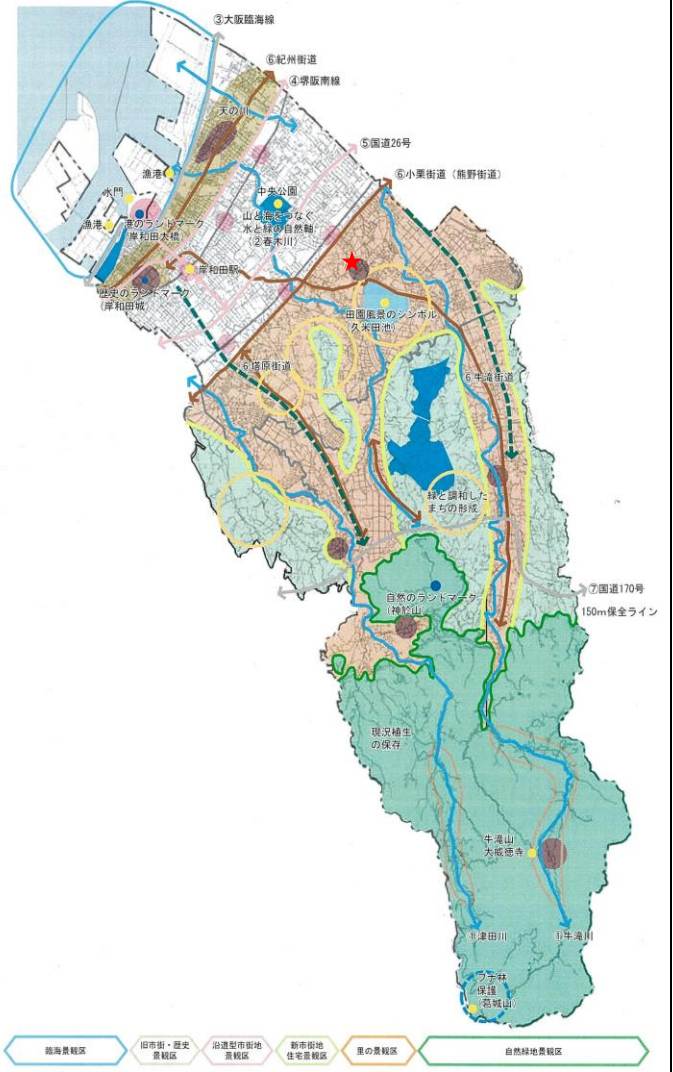 ③大阪臨海線
⑥紀州街道
④堺阪南線
天の川
⑤国道26号
漁港
⑥小栗街道（熊野街道）
水門
中央公園
漁港
港のランドマーク
岸和田大橋
山と海をつなぐ
水と緑の自然軸
（②春木川）
岸和田駅
歴史のランドマーク
（岸和田城）
田園風景のシンボル
（久米田池）
⑥塔原街道
⑥牛滝街道
緑と調和した
まちの形成
⑦国道170号
自然のランドマーク
（神於山）
150m保全ライン
現況植生
の保存
牛滝山
大威徳寺
①津田川
①牛滝川
ブナ林
保護
（葛城山）
臨海景観区
旧市街・歴史
景観区
沿道型市街地
景観区
新市街地
住宅景観区
里の景観区
自然緑地景観区